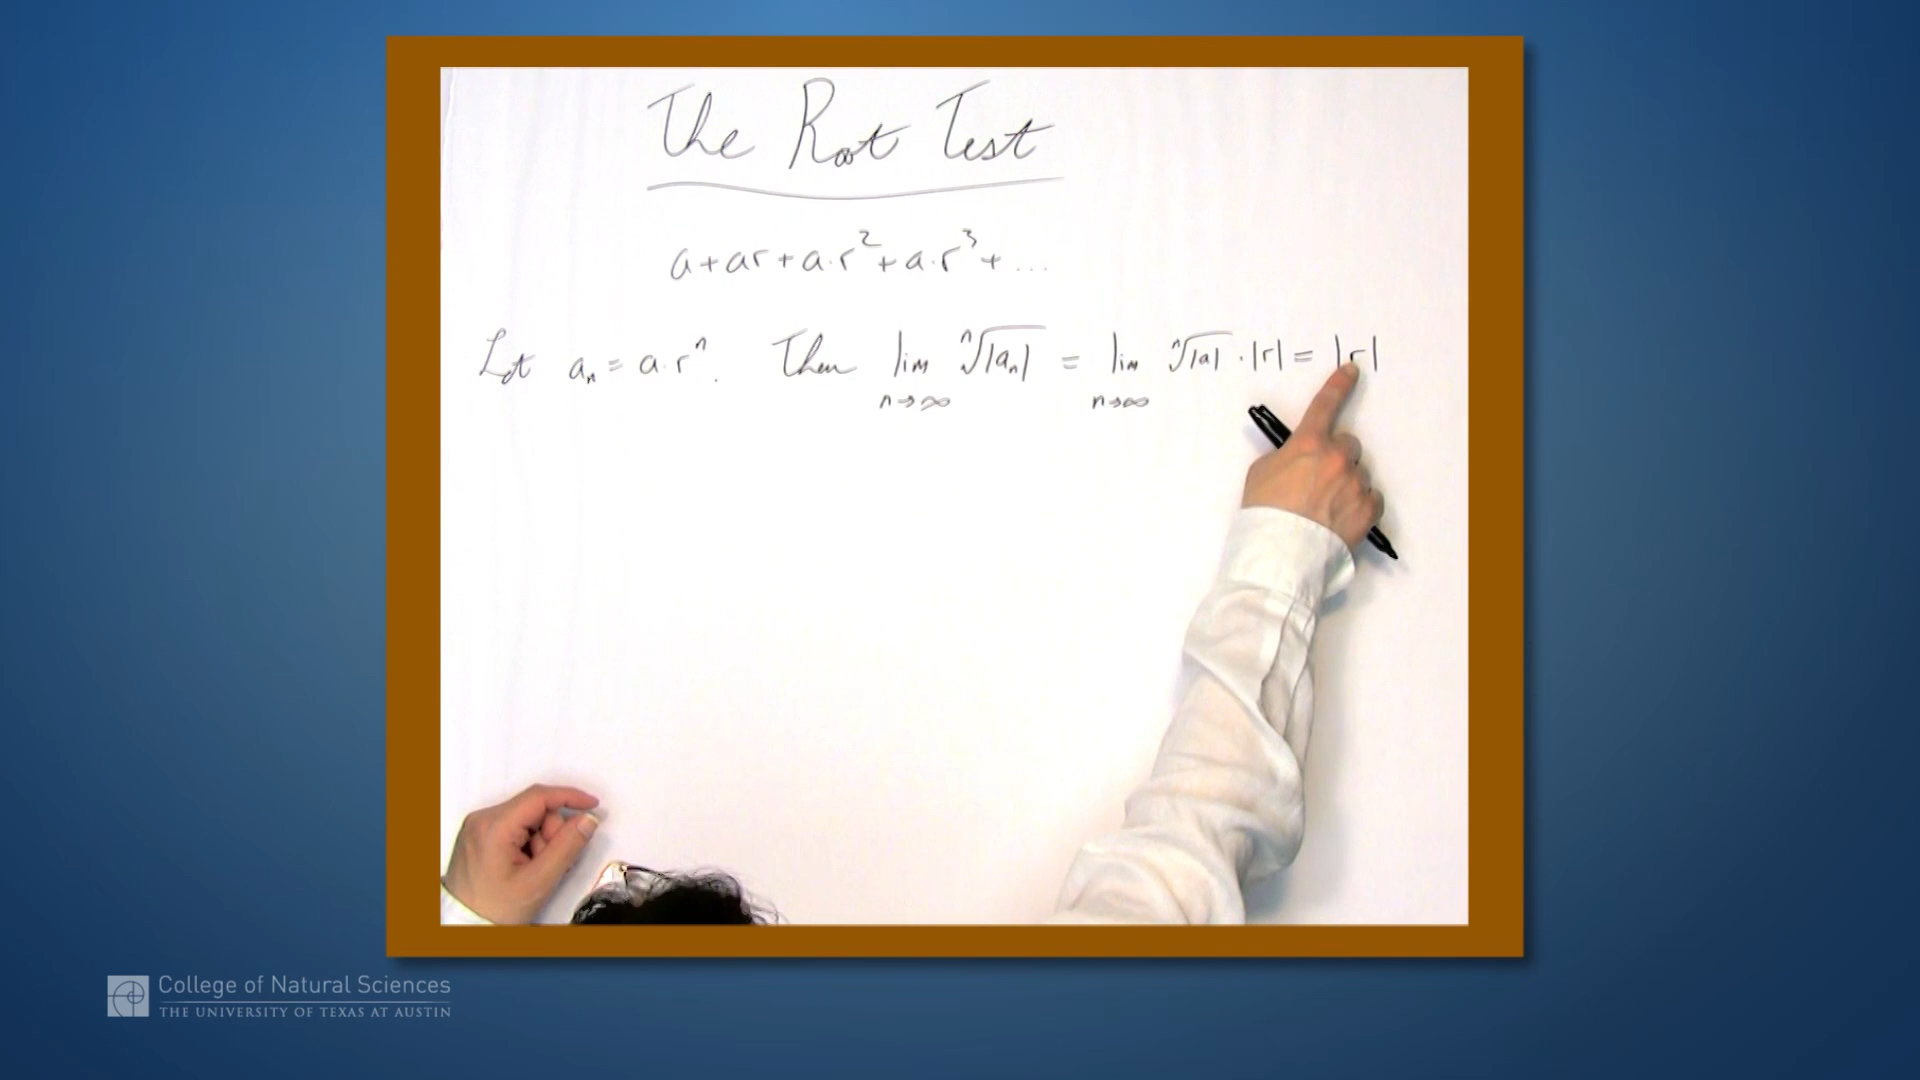 The Root Test
a+ar+a·r²+a·r³+...
Let aₙ = a·rⁿ. Then lim n→∞ ⁿ√|aₙ| = lim n→∞ ⁿ√|a| · |r| = |r|
College of Natural Sciences
THE UNIVERSITY OF TEXAS AT AUSTIN